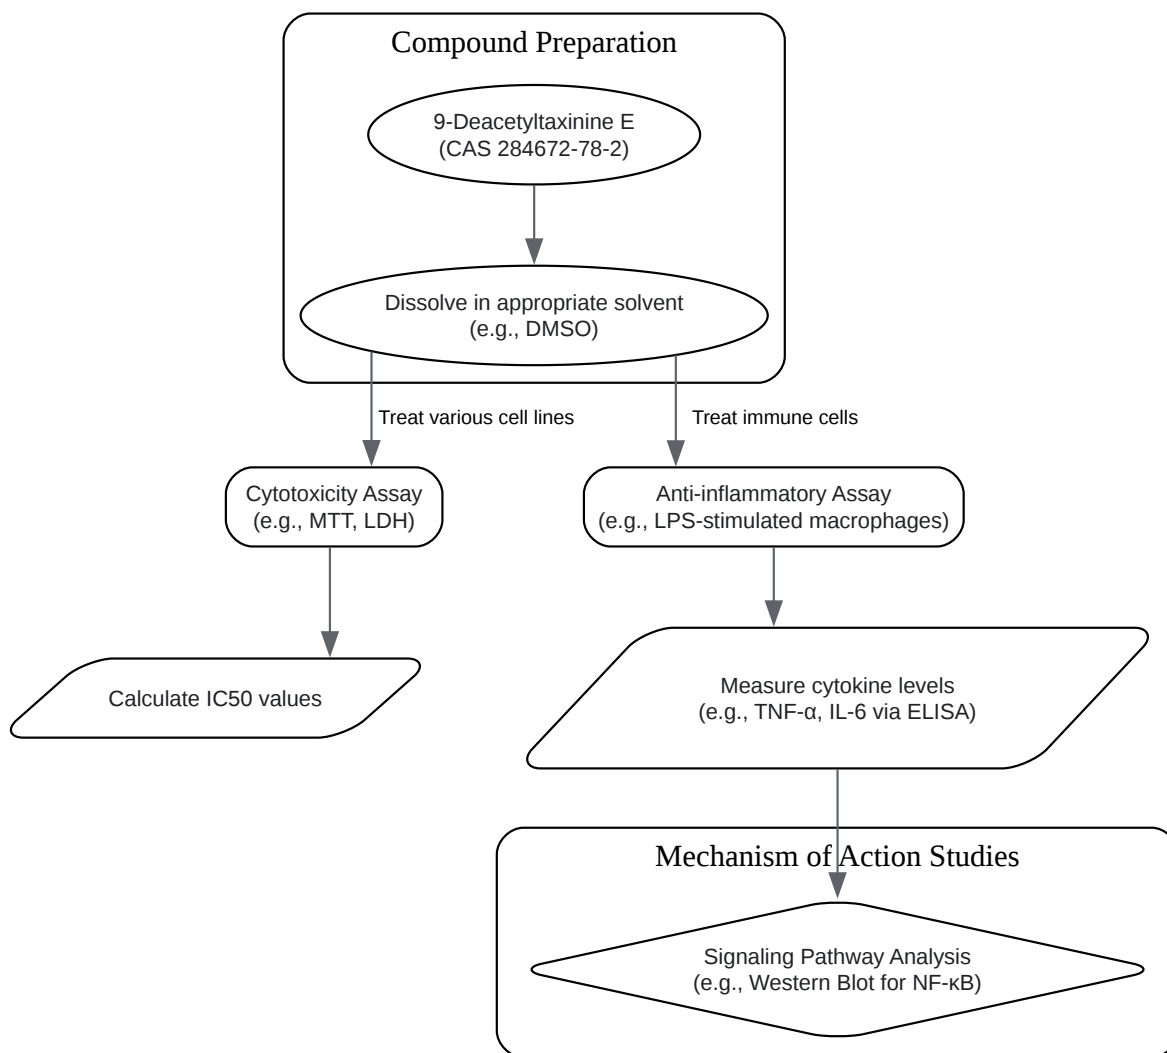 Compound Preparation
9-Deacetyltaxinine E
(CAS 284672-78-2)
Dissolve in appropriate solvent
(e.g., DMSO)
Treat various cell lines
Treat immune cells
Cytotoxicity Assay
(e.g., MTT, LDH)
Anti-inflammatory Assay
(e.g., LPS-stimulated macrophages)
Calculate IC50 values
Measure cytokine levels
(e.g., TNF-α, IL-6 via ELISA)
Mechanism of Action Studies
Signaling Pathway Analysis
(e.g., Western Blot for NF-κB)